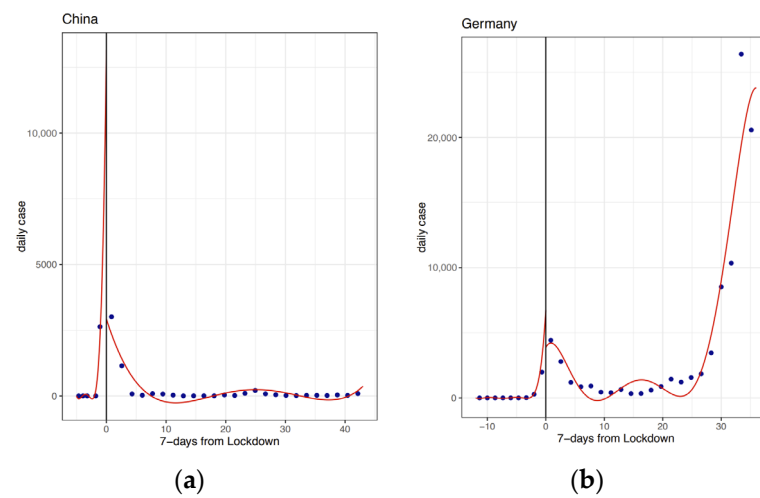 China
daily case
10,000
5000
0
0 10 20 30 40
7−days from Lockdown
(a)
Germany
daily case
20,000
10,000
0
−10 0 10 20 30
7−days from Lockdown
(b)